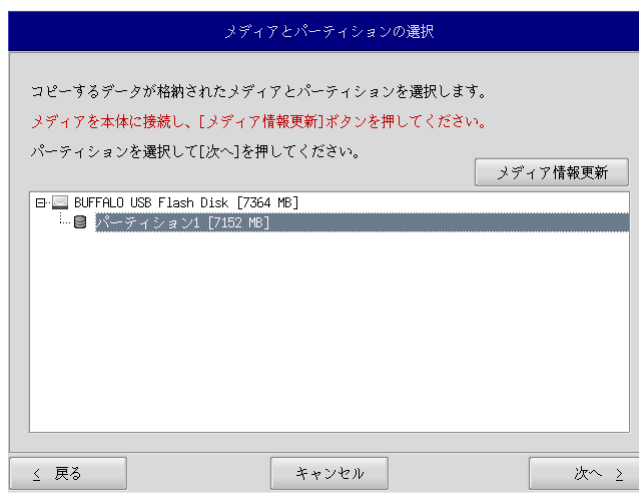 メディアとパーティションの選択
コピーするデータが格納されたメディアとパーティションを選択します。
メディアを本体に接続し、[メディア情報更新]ボタンを押してください。
パーティションを選択して[次へ]を押してください。
メディア情報更新
BUFFALO USB Flash Disk [7364 MB]
パーティション1 [7152 MB]
< 戻る
キャンセル
次へ >